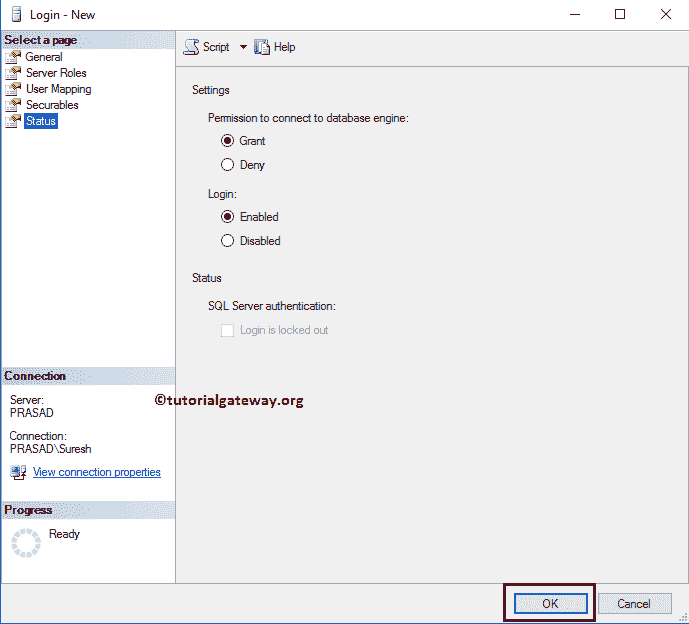 Login - New
Select a page
General
Server Roles
User Mapping
Securables
Status
Script
Help
Settings
Permission to connect to database engine:
Grant
Deny
Login:
Enabled
Disabled
Status
SQL Server authentication:
Login is locked out
Connection
Server:
PRASAD
Connection:
PRASAD\Suresh
View connection properties
©tutorialgateway.org
Progress
Ready
OK
Cancel